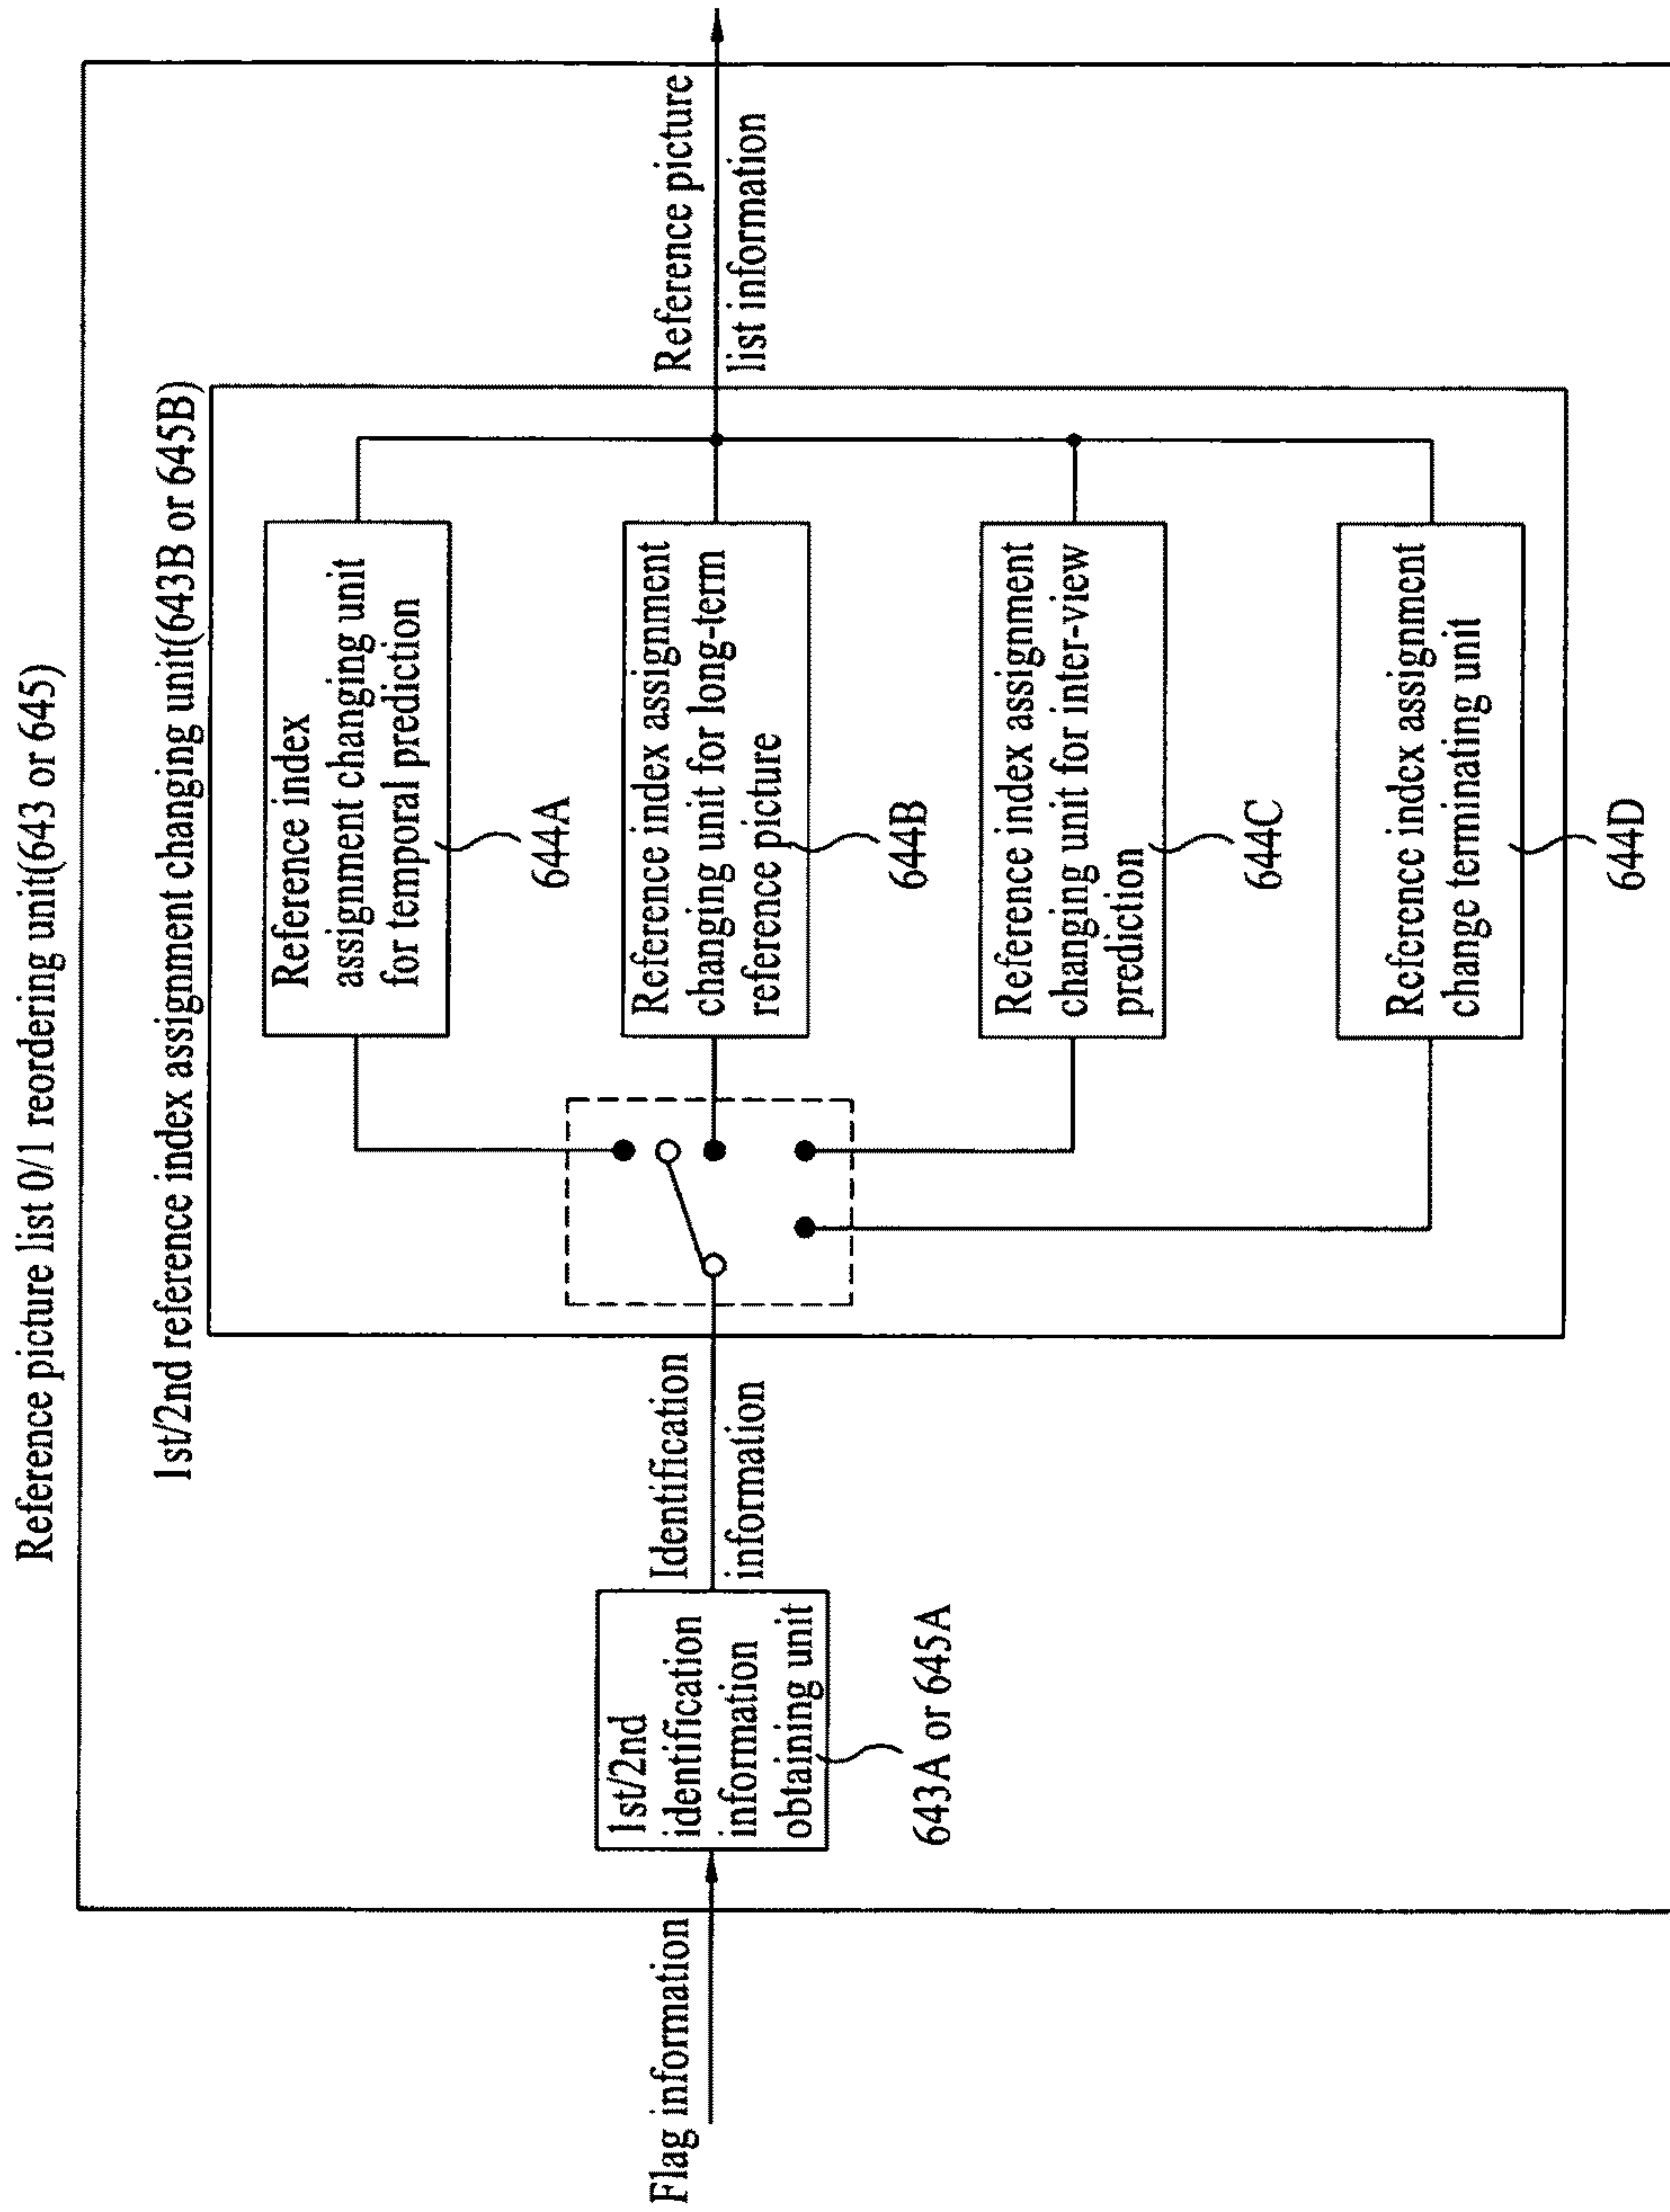 Reference picture list 0/1 reordering unit(643 or 645)
1st/2nd reference index assignment changing unit(643B or 645B)
Flag information
1st/2nd
identification
information
obtaining unit
643A or 645A
Identification
information
Reference index
assignment changing unit
for temporal prediction
644A
Reference index assignment
changing unit for long-term
reference picture
644B
Reference index assignment
changing unit for inter-view
prediction
644C
Reference index assignment
change terminating unit
644D
Reference picture
list information